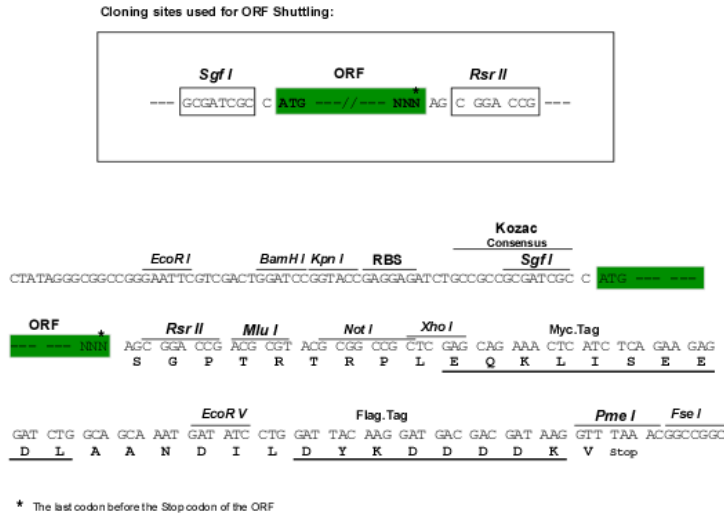 Cloning sites used for ORF Shuttling:
Sgf I ORF Rsr II
*
--- GCGATCGC C ATG ---//--- NNN AG C GGA CCG ---
Kozac
Consensus
EcoR I BamH I Kpn I RBS Sgf I
CTATAGGGCGGCCGGGAATTCGTCGACTGGATCCGGTACCGAGGAGATCTGCCGCCGCGATCGC C ATG --- ---
ORF
* Rsr II Mlu I Not I Xho I Myc.Tag
--- --- NNN AGC GGA CCG ACG CGT ACG CGG CCG CTC GAG CAG AAA CTC ATC TCA GAA GAG
S G P T R T R P L E Q K L I S E E
EcoR V Flag.Tag Pme I Fse I
GAT CTG GCA GCA AAT GAT ATC CTG GAT TAC AAG GAT GAC GAC GAT AAG GTT TAA ACGGCCGGC
D L A A N D I L D Y K D D D D K V Stop
* The last codon before the Stop codon of the ORF